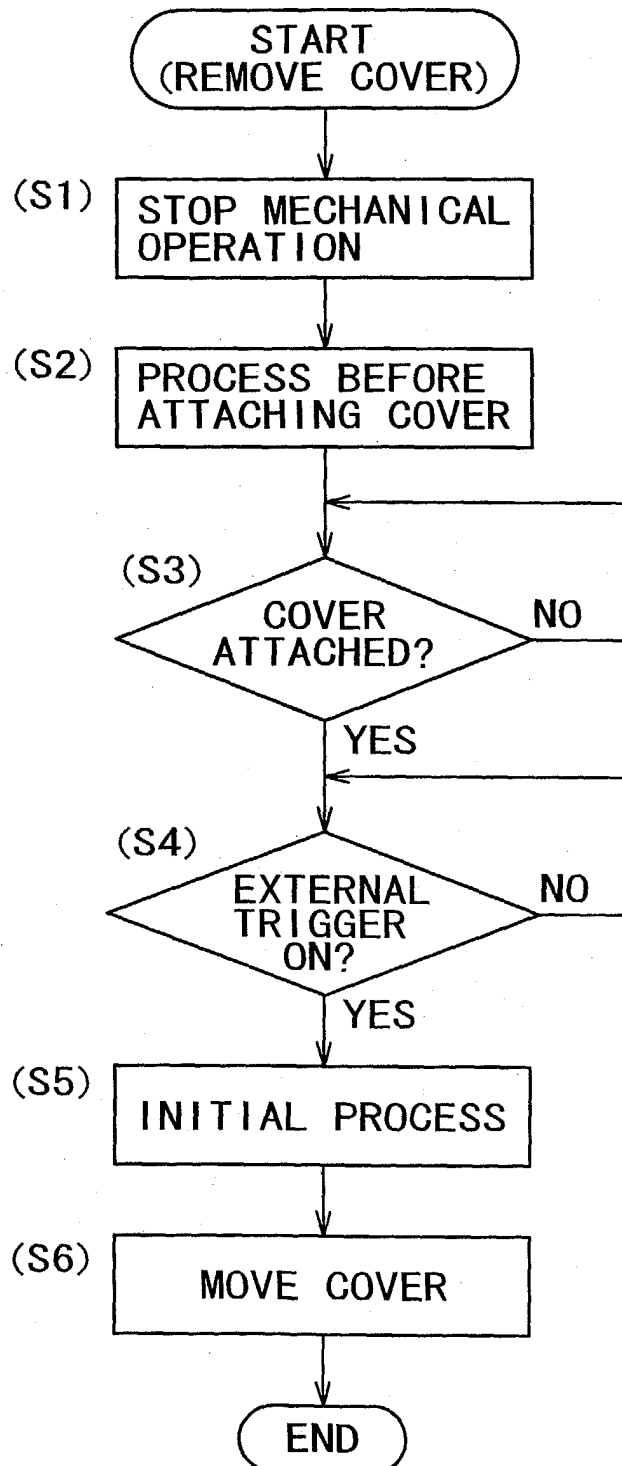 START
(REMOVE COVER)
(S1)
STOP MECHANICAL
OPERATION
(S2)
PROCESS BEFORE
ATTACHING COVER
(S3)
COVER
ATTACHED?
NO
YES
(S4)
EXTERNAL
TRIGGER
ON?
NO
YES
(S5)
INITIAL PROCESS
(S6)
MOVE COVER
END